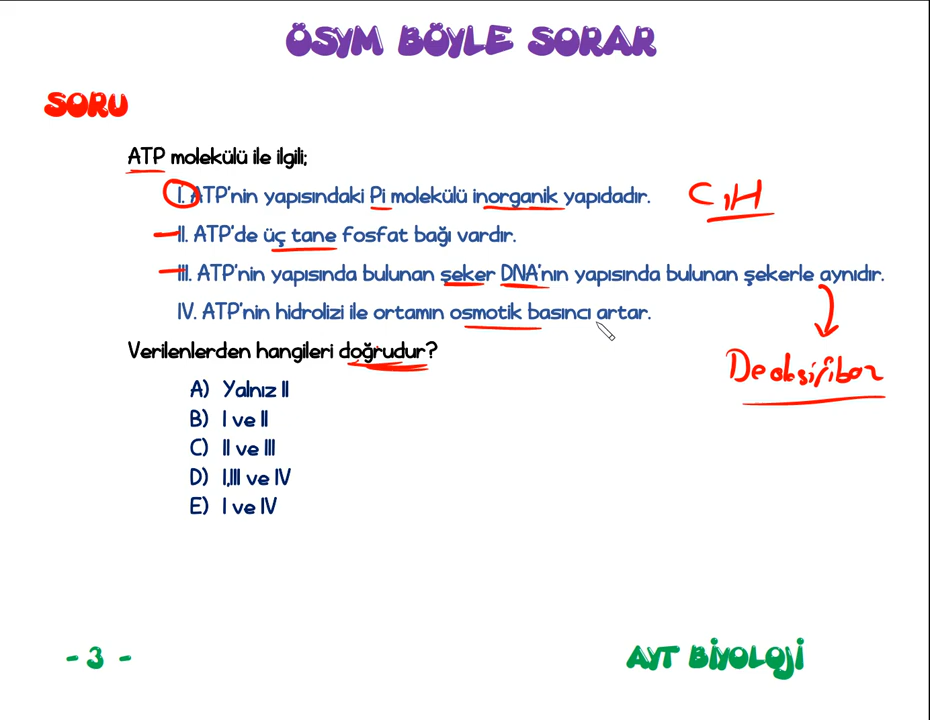 ÖSYM BÖYLE SORAR
SORU
ATP molekülü ile ilgili;
I. ATP'nin yapısındaki Pi molekülü inorganik yapıdadır.
C, H
II. ATP'de üç tane fosfat bağı vardır.
III. ATP'nin yapısında bulunan şeker DNA'nın yapısında bulunan şekerle aynıdır.
IV. ATP'nin hidrolizi ile ortamın osmotik basıncı artar.
Verilenlerden hangileri doğrudur?
Deoksiriboz
A) Yalnız II
B) I ve II
C) II ve III
D) I,III ve IV
E) I ve IV
- 3 -
AYT BİYOLOJİ